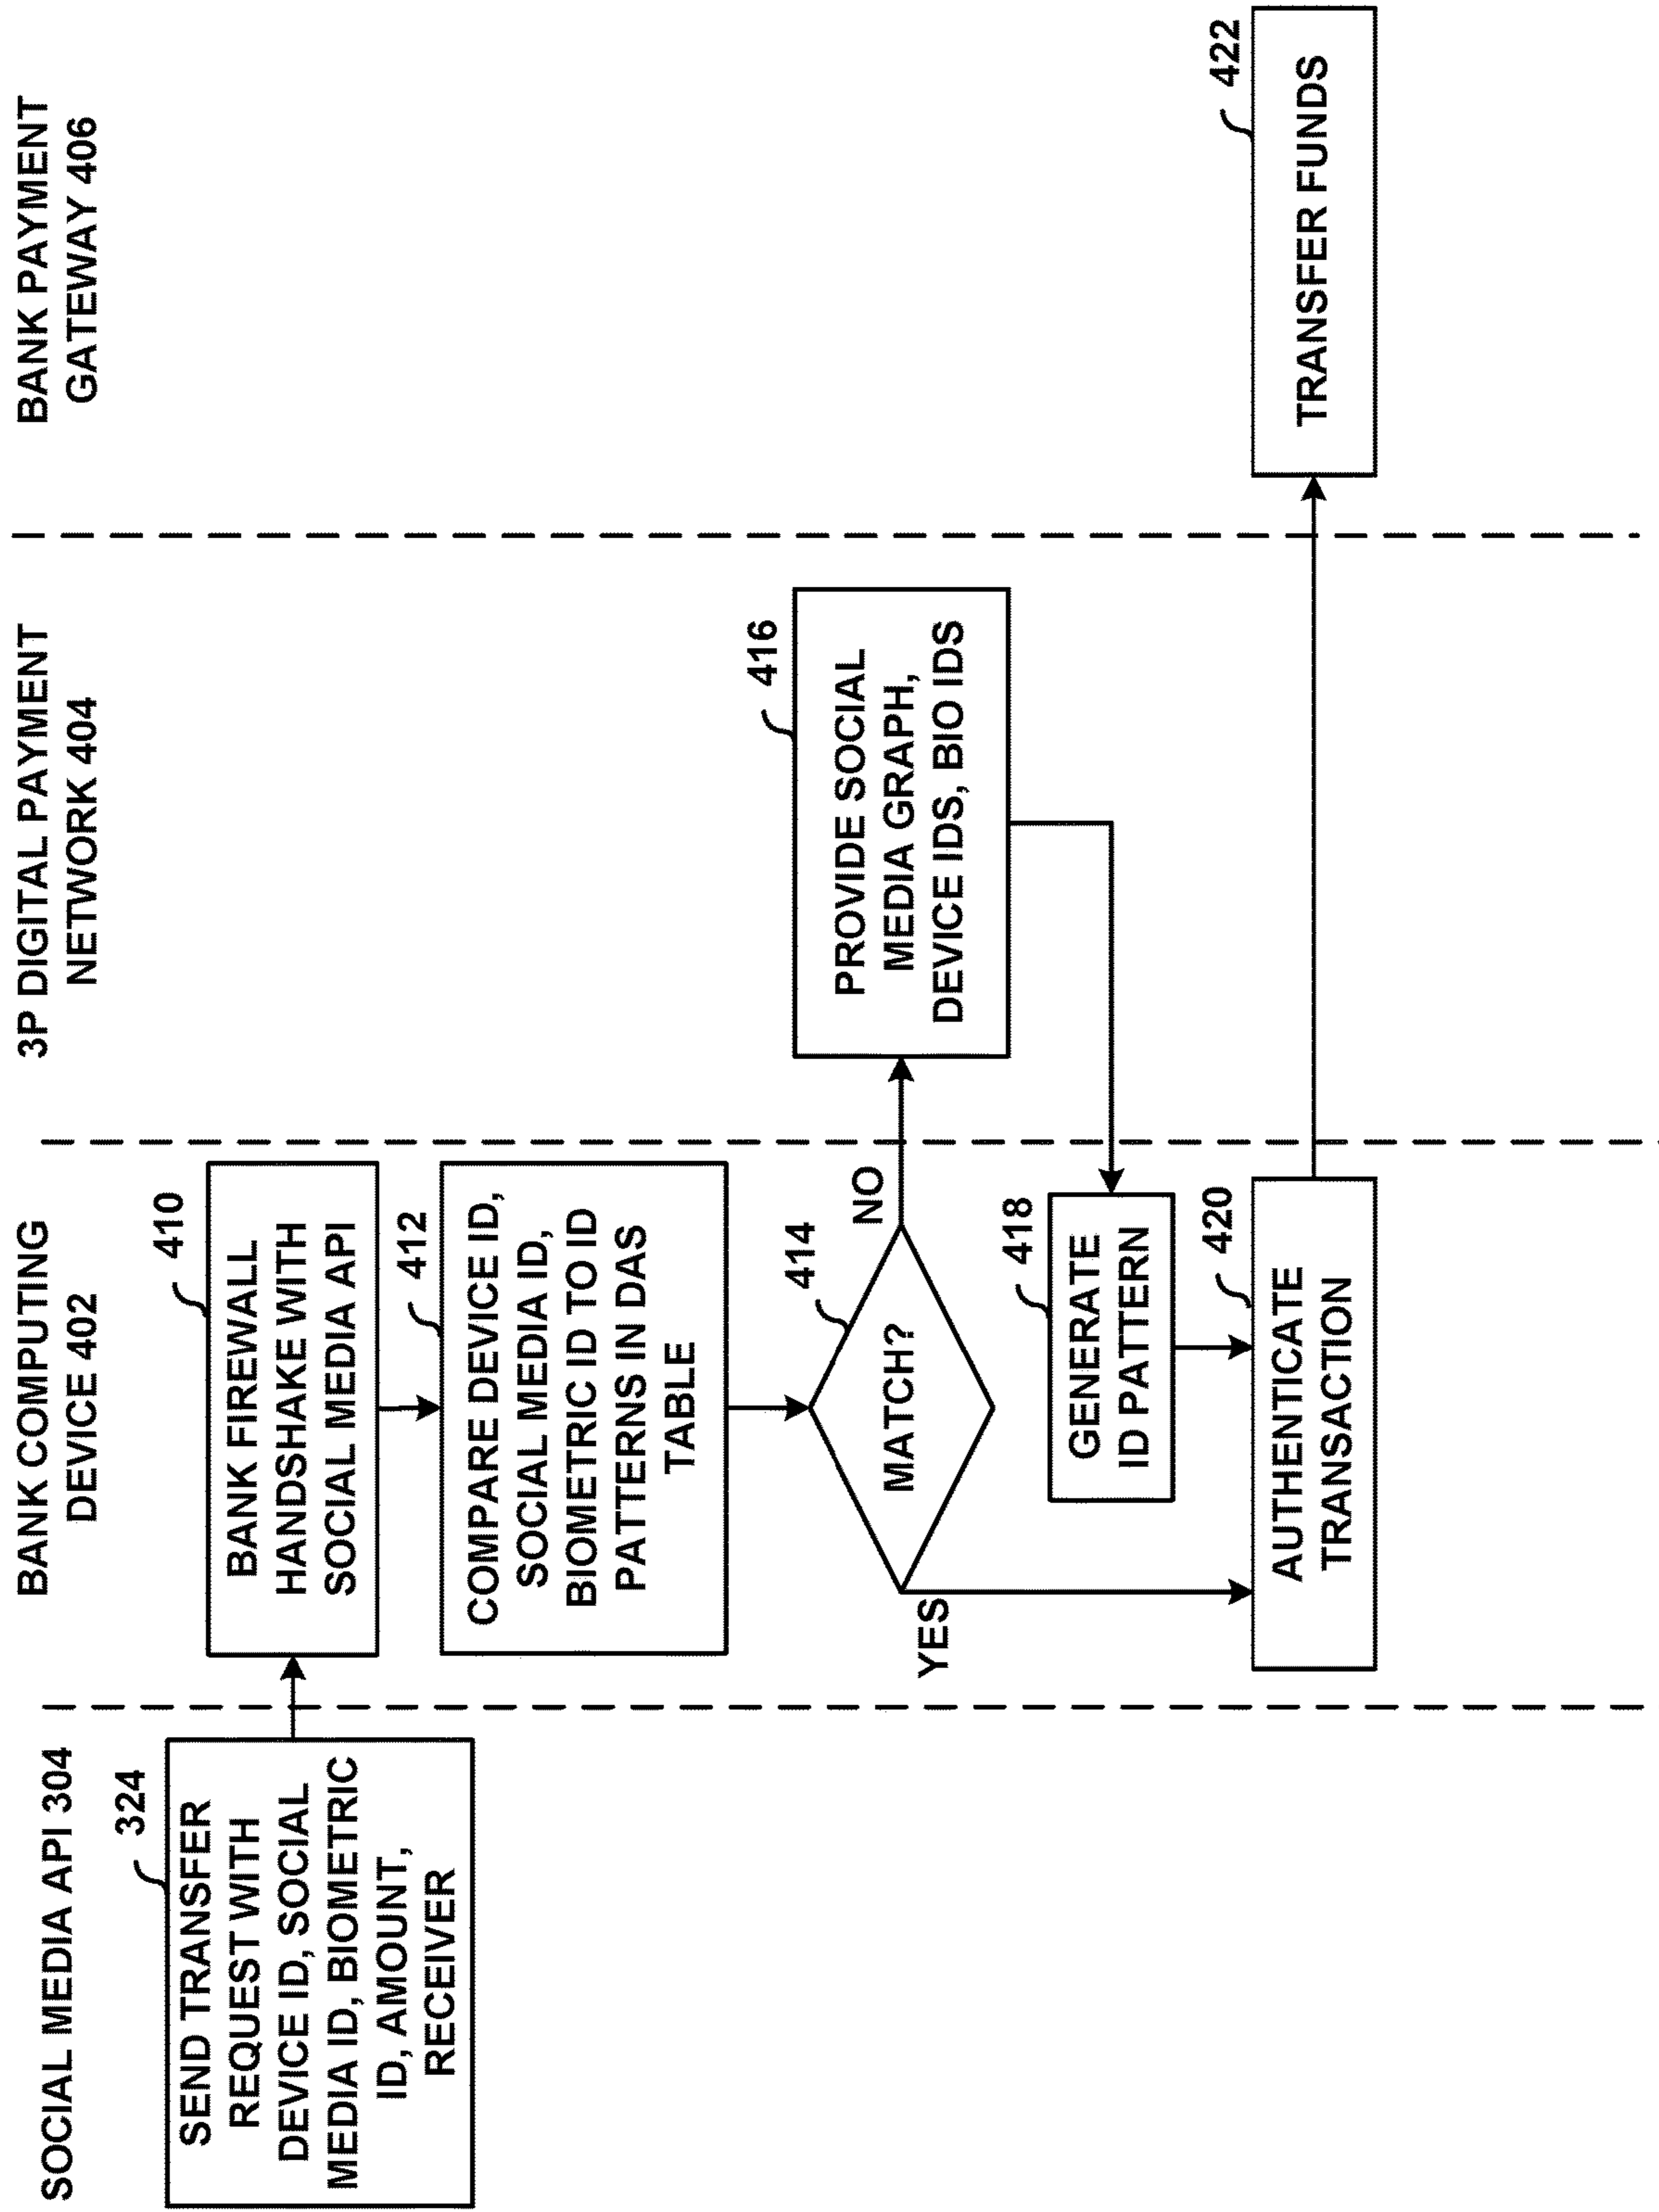 SOCIAL MEDIA API 304
324
SEND TRANSFER
REQUEST WITH
DEVICE ID, SOCIAL
MEDIA ID, BIOMETRIC
ID, AMOUNT,
RECEIVER
BANK COMPUTING
DEVICE 402
410
BANK FIREWALL
HANDSHAKE WITH
SOCIAL MEDIA API
412
COMPARE DEVICE ID,
SOCIAL MEDIA ID,
BIOMETRIC ID TO ID
PATTERNS IN DAS
TABLE
414
MATCH?
NO
YES
418
GENERATE
ID PATTERN
420
AUTHENTICATE
TRANSACTION
3P DIGITAL PAYMENT
NETWORK 404
416
PROVIDE SOCIAL
MEDIA GRAPH,
DEVICE IDS, BIO IDS
BANK PAYMENT
GATEWAY 406
422
TRANSFER FUNDS